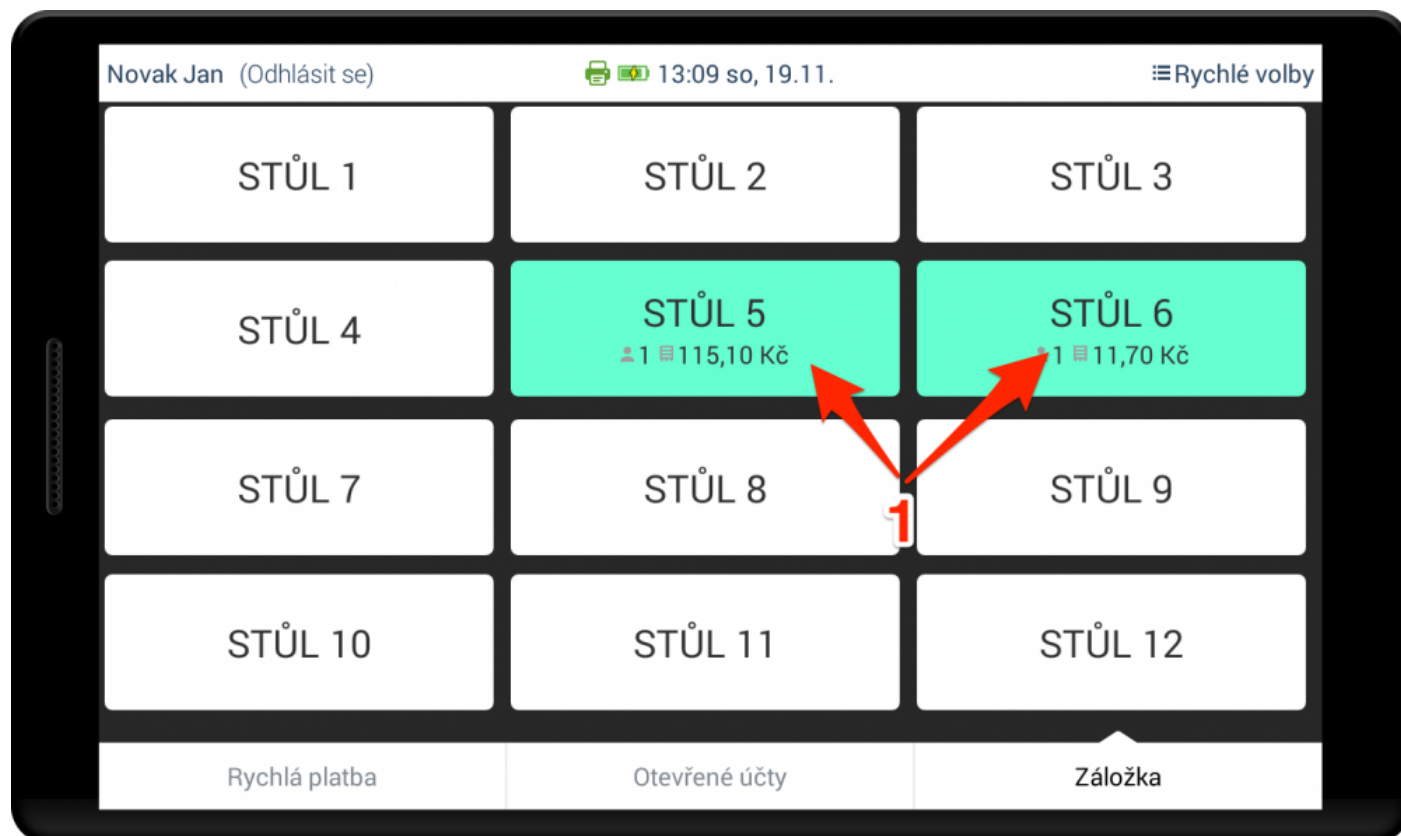 Novak Jan (Odhlásit se) 13:09 so, 19.11. Rychlé volby
STŮL 1 STŮL 2 STŮL 3
STŮL 4 STŮL 5 STŮL 6
1 115,10 Kč 1 11,70 Kč
STŮL 7 STŮL 8 STŮL 9
1
STŮL 10 STŮL 11 STŮL 12
Rychlá platba Otevřené účty Záložka